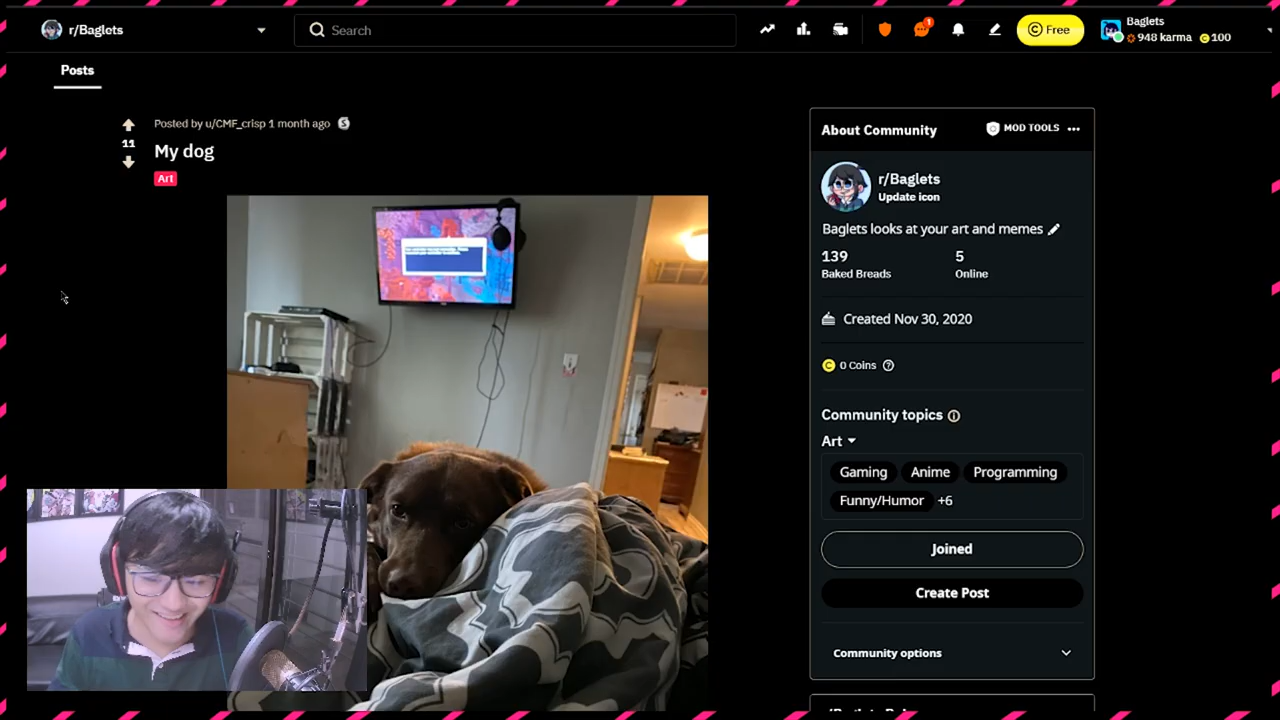 r/Baglets
Search
1
Free
Baglets
948 karma
100
Posts
Posted by u/CMF_crisp 1 month ago
11
My dog
Art
About Community
MOD TOOLS
r/Baglets
Update icon
Baglets looks at your art and memes
139
Baked Breads
5
Online
Created Nov 30, 2020
0 Coins
Community topics
Art
Gaming
Anime
Programming
Funny/Humor
+6
Joined
Create Post
Community options